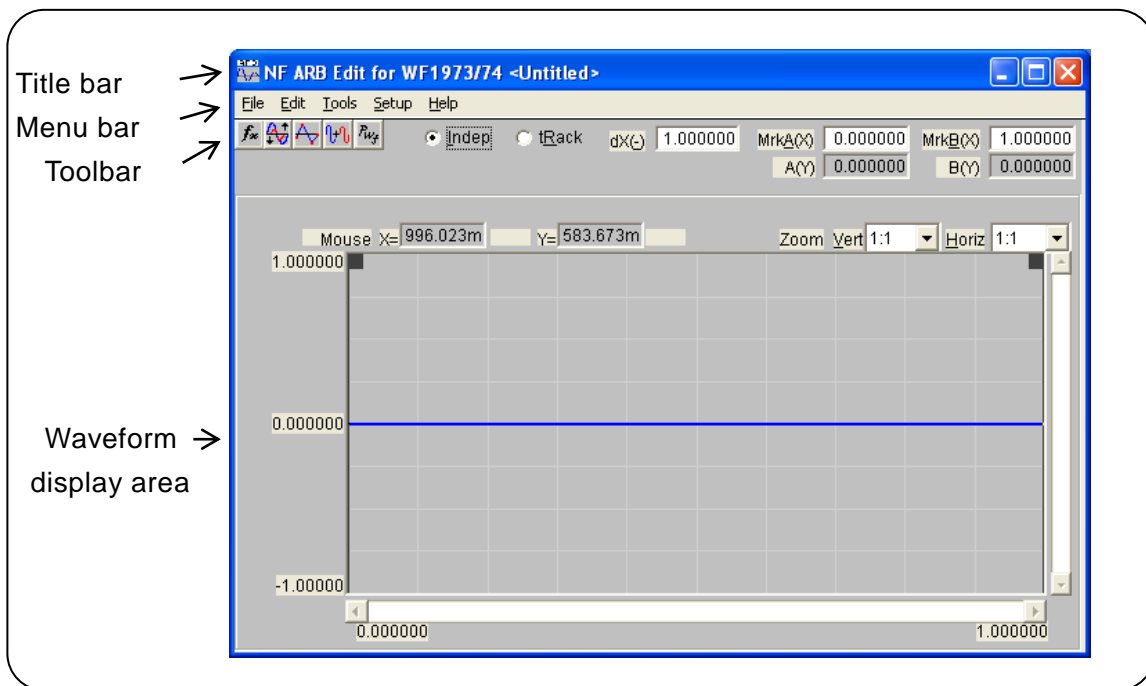 Title bar
Menu bar
Toolbar
NF ARB Edit for WF1973/74 <Untitled>
File Edit Tools Setup Help
Indep tRack dX(-) 1.000000 MrkA(X) 0.000000 MrkB(X) 1.000000
A(Y) 0.000000 B(Y) 0.000000
Mouse X= 996.023m Y= 583.673m Zoom Vert 1:1 Horiz 1:1
1.000000
0.000000
-1.00000
0.000000 1.000000
Waveform
display area